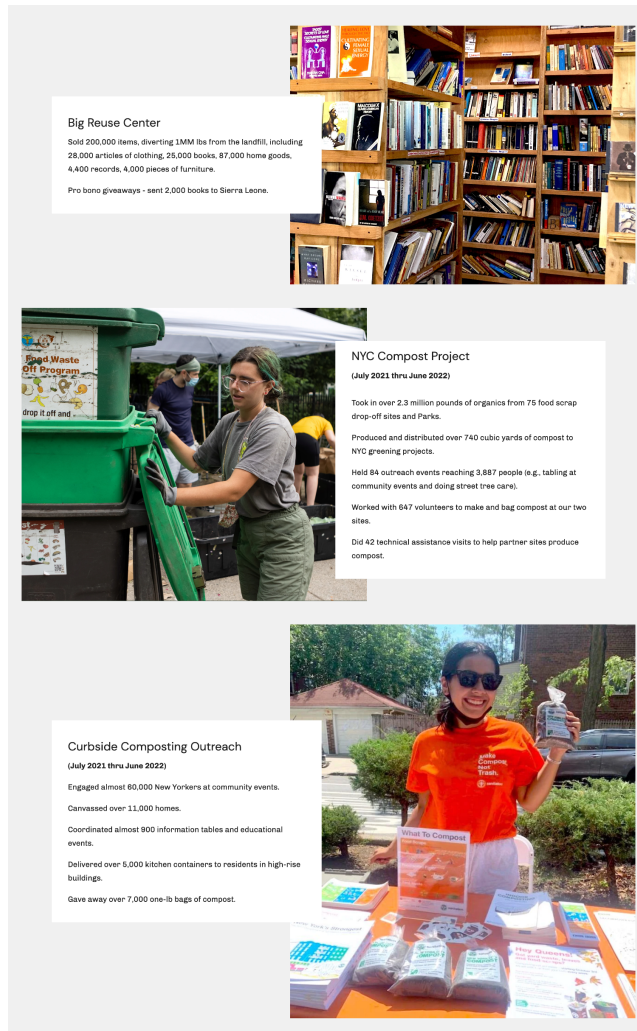 CULTIVATING
FEMALE
SEXUAL
ENERGY
MALCOLM X
Big Reuse Center
Sold 200,000 items, diverting 1MM lbs from the landfill, including
28,000 articles of clothing, 25,000 books, 87,000 home goods,
4,400 records, 4,000 pieces of furniture.
Pro bono giveaways - sent 2,000 books to Sierra Leone.
Food Waste
Off Program
drop it off and
NYC Compost Project
(July 2021 thru June 2022)
Took in over 2.3 million pounds of organics from 75 food scrap
drop-off sites and Parks.
Produced and distributed over 740 cubic yards of compost to
NYC greening projects.
Held 84 outreach events reaching 3,887 people (e.g., tabling at
community events and doing street tree care).
Worked with 647 volunteers to make and bag compost at our two
sites.
Did 42 technical assistance visits to help partner sites produce
compost.
Make
Compost
Not
Trash.
Curbside Composting Outreach
(July 2021 thru June 2022)
Engaged almost 60,000 New Yorkers at community events.
Canvassed over 11,000 homes.
Coordinated almost 900 information tables and educational
events.
Delivered over 5,000 kitchen containers to residents in high-rise
buildings.
Gave away over 7,000 one-lb bags of compost.
What To Compost
Hey Queens!